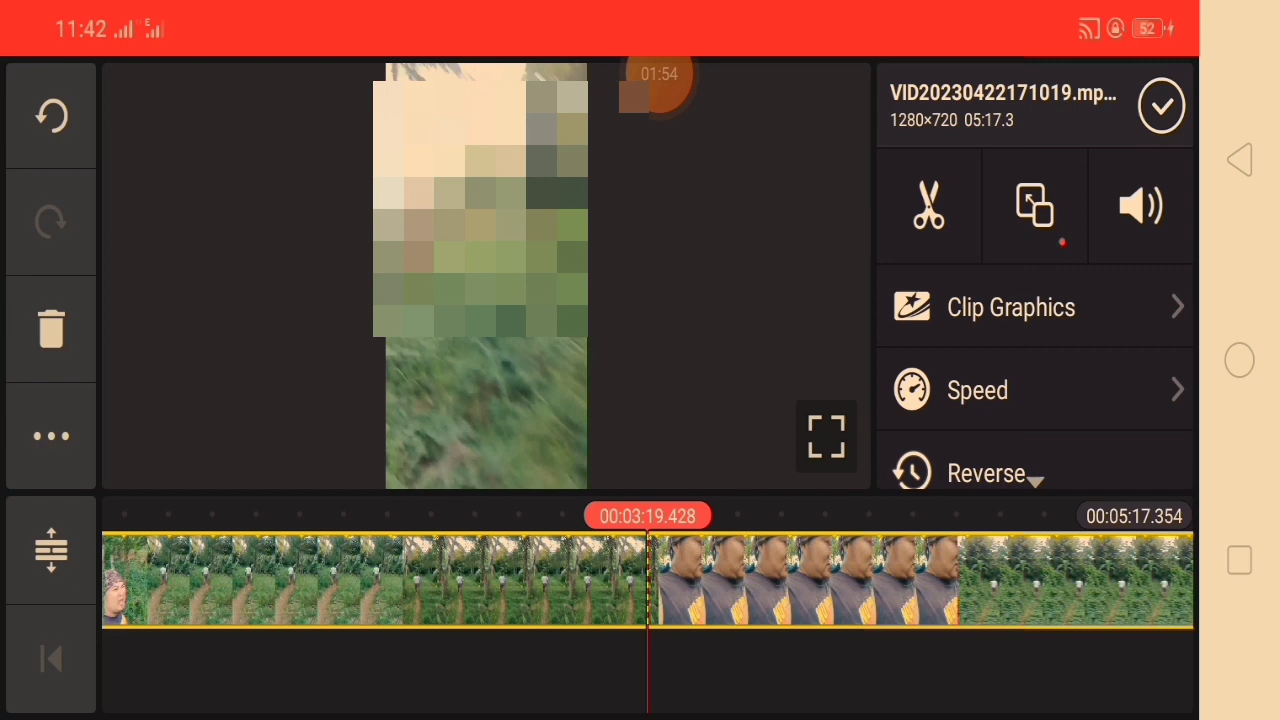 11:42
E
52
01:54
VID20230422171019.mp...
1280×720 05:17.3
Clip Graphics
Speed
Reverse
00:03:19.428
00:05:17.354